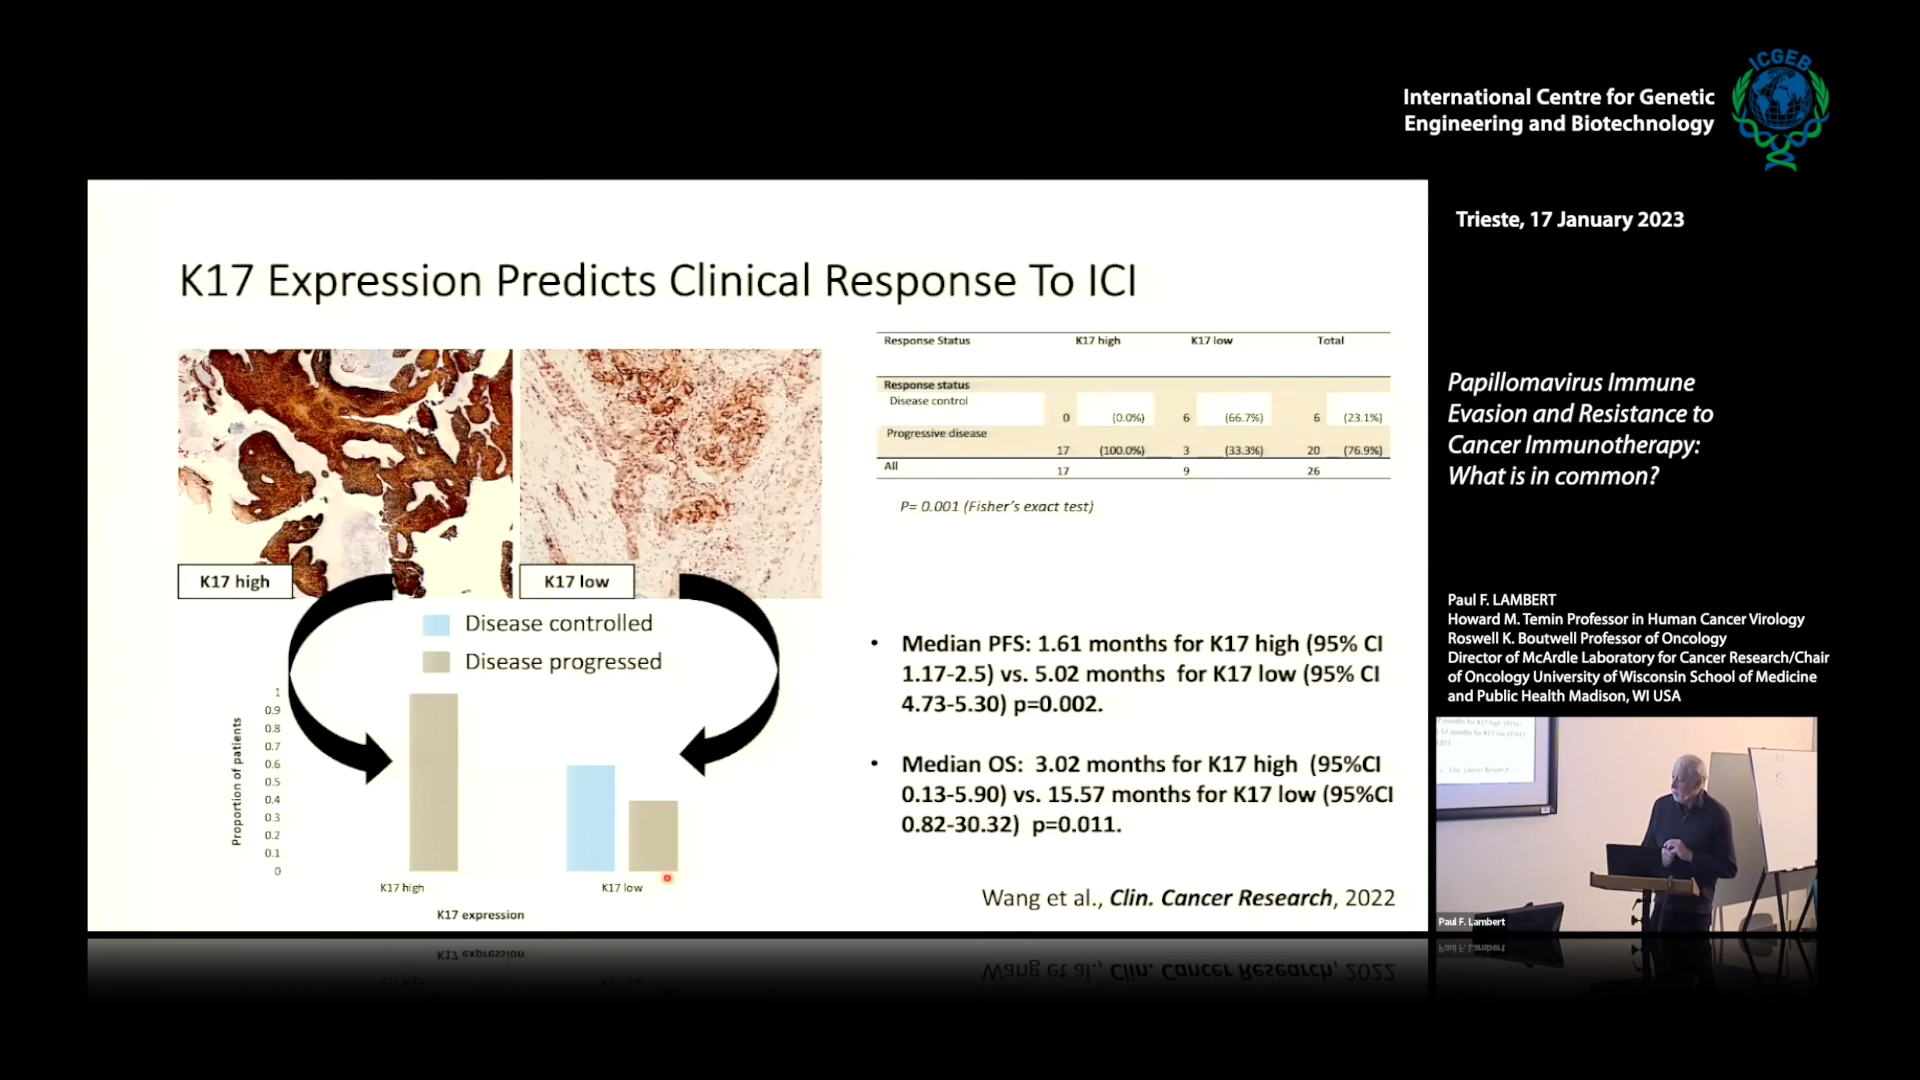 ICGEB
International Centre for Genetic
Engineering and Biotechnology
Trieste, 17 January 2023
K17 Expression Predicts Clinical Response To ICI
K17 high
K17 low
Disease controlled
Disease progressed
Proportion of patients
1
0.9
0.8
0.7
0.6
0.5
0.4
0.3
0.2
0.1
0
K17 high K17 low
K17 expression
Response Status K17 high K17 low Total
Response status
Disease control
0 (0.0%) 6 (66.7%) 6 (23.1%)
Progressive disease
17 (100.0%) 3 (33.3%) 20 (76.9%)
All
17 9 26
P= 0.001 (Fisher's exact test)
• Median PFS: 1.61 months for K17 high (95% CI
1.17-2.5) vs. 5.02 months for K17 low (95% CI
4.73-5.30) p=0.002.
• Median OS: 3.02 months for K17 high (95%CI
0.13-5.90) vs. 15.57 months for K17 low (95%CI
0.82-30.32) p=0.011.
Wang et al., Clin. Cancer Research, 2022
Papillomavirus Immune
Evasion and Resistance to
Cancer Immunotherapy:
What is in common?
Paul F. LAMBERT
Howard M. Temin Professor in Human Cancer Virology
Roswell K. Boutwell Professor of Oncology
Director of McArdle Laboratory for Cancer Research/Chair
of Oncology University of Wisconsin School of Medicine
and Public Health Madison, WI USA
Clin. Cancer Research
Paul F. Lambert